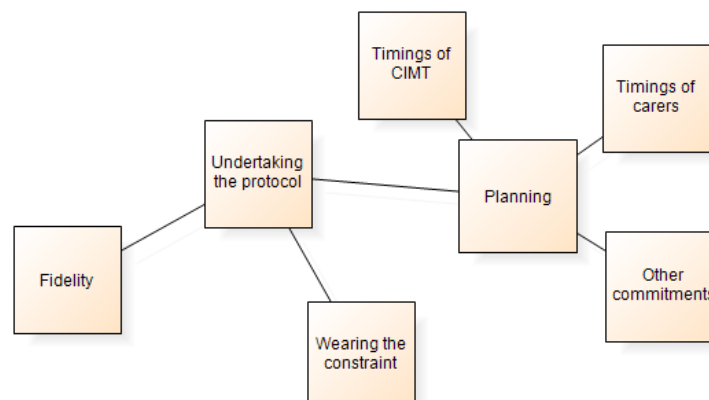 Timings of
CIMT
Timings of
carers
Undertaking
the protocol
Planning
Fidelity
Other
commitments
Wearing the
constraint